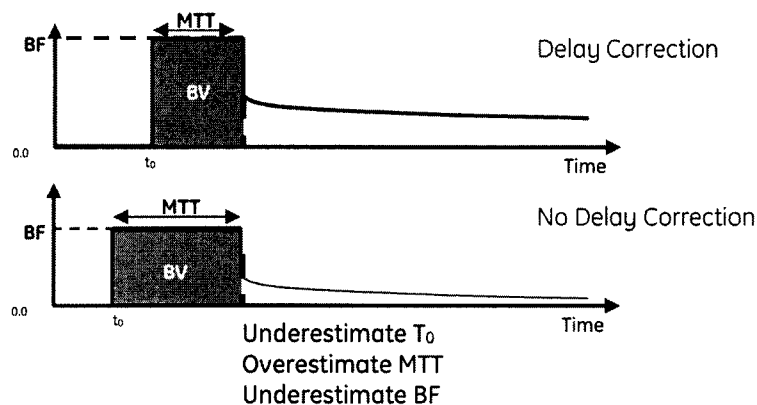 MTT
BF
Delay Correction
BV
0.0
t₀
Time
MTT
No Delay Correction
BF
BV
0.0
t₀
Time
Underestimate T₀
Overestimate MTT
Underestimate BF